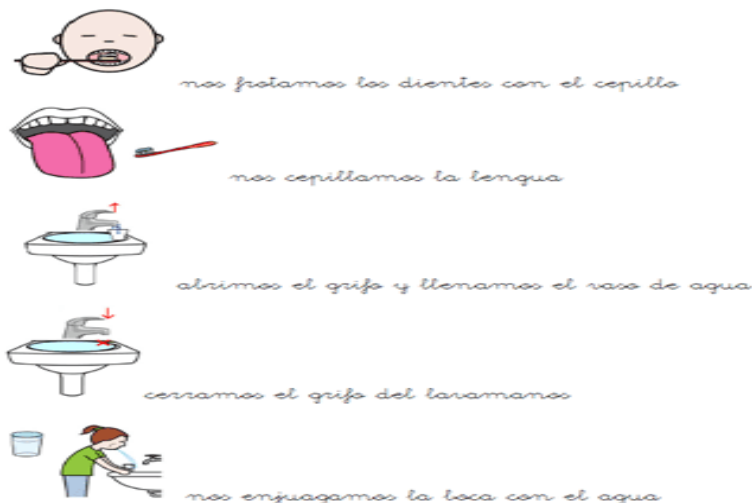 nos frotamos los dientes con el cepillo
nos cepillamos la lengua
abrimos el grifo y llenamos el vaso de agua
cerramos el grifo del lavamanos
nos enjuagamos la boca con el agua